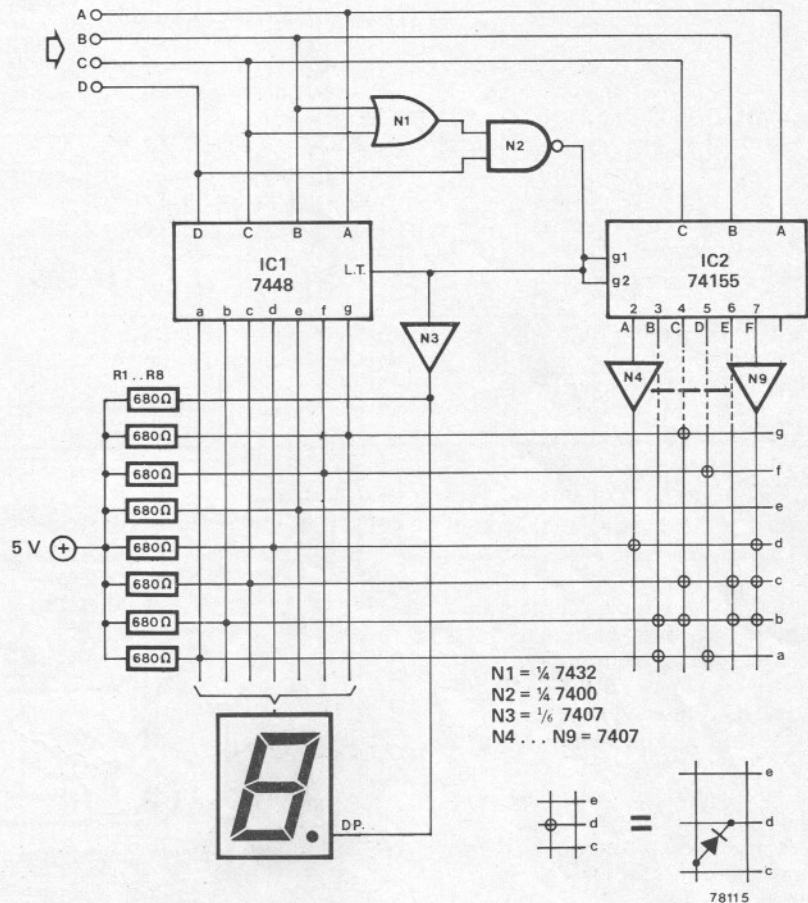 A
B
C
D
N1
N2
D C B A
IC1
7448
L.T.
a b c d e f g
C B A
g1
g2
IC2
74155
2 3 4 5 6 7
A B C D E F
N3
N4
N9
R1 . . R8
680Ω
680Ω
680Ω
680Ω
680Ω
680Ω
680Ω
680Ω
5 V +
g
f
e
d
c
b
a
N1 = ¼ 7432
N2 = ¼ 7400
N3 = 1/6 7407
N4 . . . N9 = 7407
DP.
e
d
c
=
e
d
c
78115